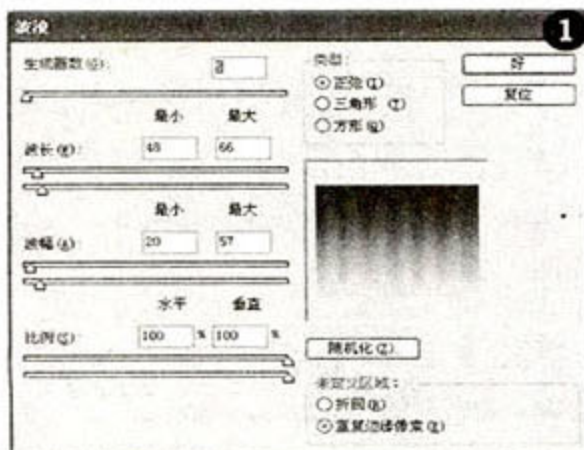 波浪
1
生成器数(G):
最小 最大
波长(W): 48 66
最小 最大
波幅(A): 20 57
水平 垂直
比例(C): 100 % 100 %
类型:
正弦(I)
三角形 (T)
方形(Q)
好
复位
随机化(Z)
未定义区域:
折回(R)
重复边缘像素(E)